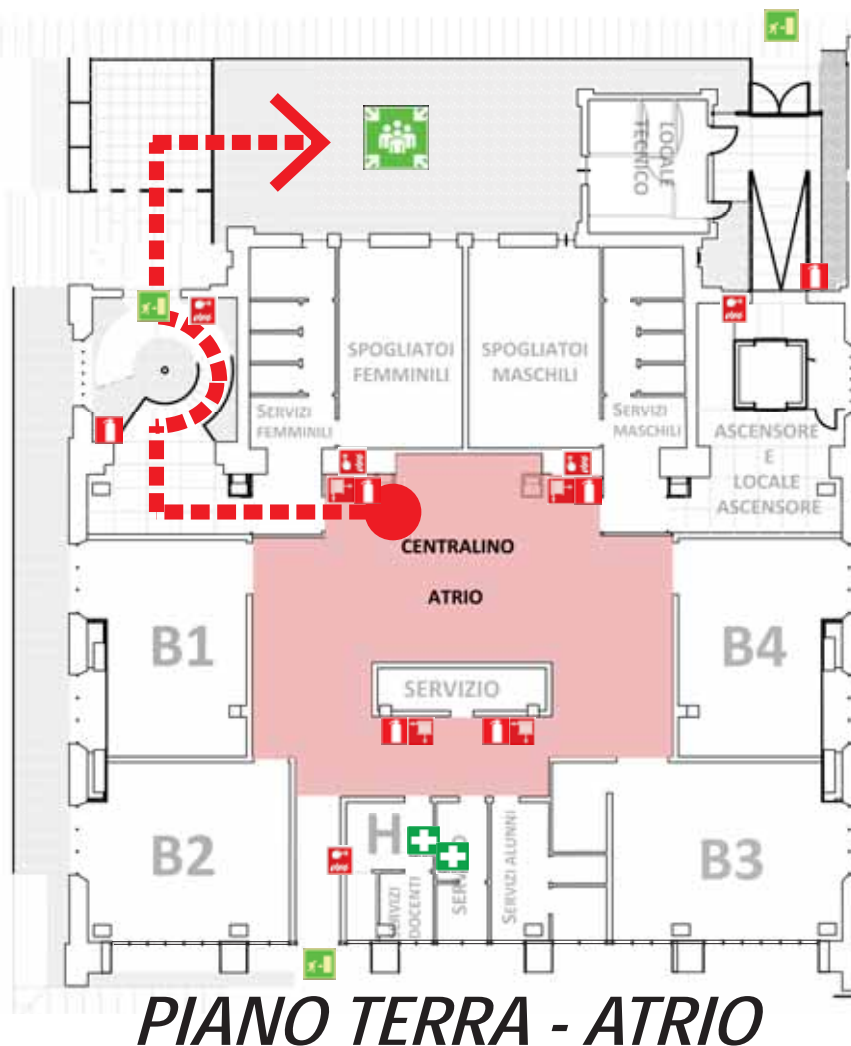 LOCALE
TECNICO
SPOGLIATOI
FEMMINILI
SPOGLIATOI
MASCHILI
SERVIZI
FEMMINILI
SERVIZI
MASCHILI
ASCENSORE
E
LOCALE
ASCENSORE
CENTRALINO
ATRIO
B1
B4
SERVIZIO
B2
H
SERVIZI
DOCENTI
SERVIZI ALUNNI
B3
PIANO TERRA - ATRIO